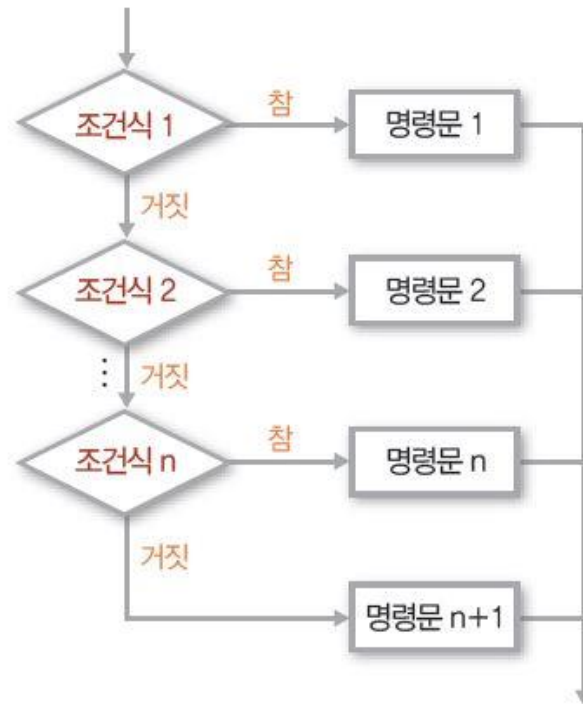 참
조건식 1
명령문 1
거짓
참
조건식 2
명령문 2
⋮ 거짓
참
조건식 n
명령문 n
거짓
명령문 n+1